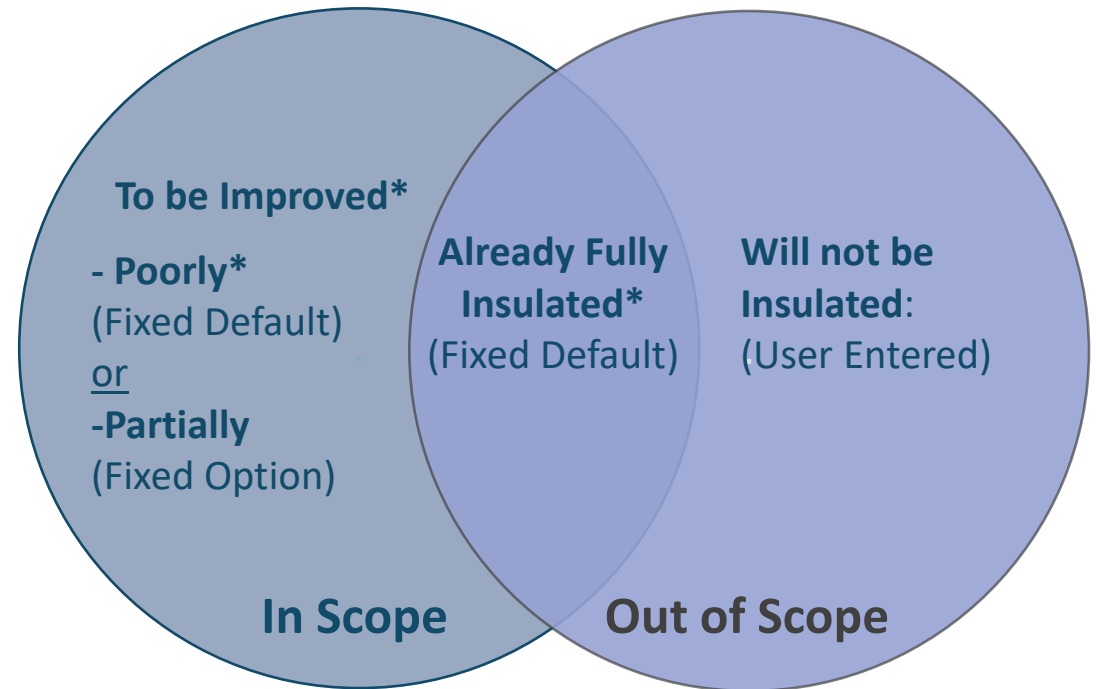 To be Improved*
- Poorly*
(Fixed Default)
or
-Partially
(Fixed Option)
Already Fully
Insulated*
(Fixed Default)
Will not be
Insulated:
(User Entered)
In Scope
Out of Scope